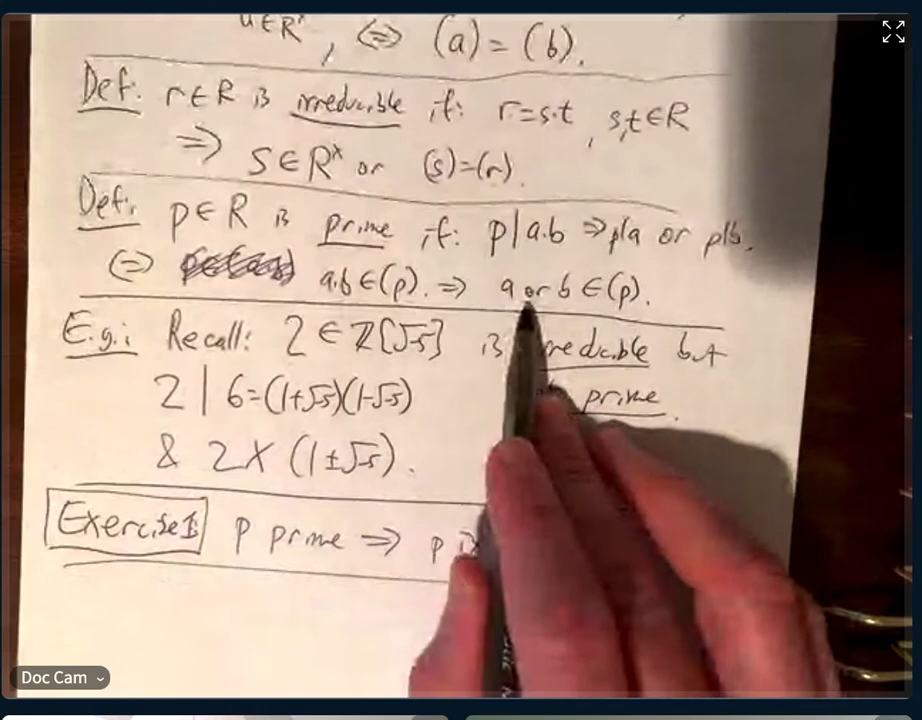 u∈R^x, ⟺ (a) = (b).
Def: r∈R is irreducible if: r=s·t, s,t∈R
⟹ s∈R^x or (s)=(r).
Def: p∈R is prime if: p|a·b ⟹ p|a or p|b.
⟺ a·b∈(p). ⟹ a or b∈(p).
E.g.: Recall: 2 ∈ ℤ[√-5] is irreducible but
2 | 6=(1+√-5)(1-√-5) prime.
& 2∤(1±√-5).
Exercise 1: p prime ⟹ p is
Doc Cam